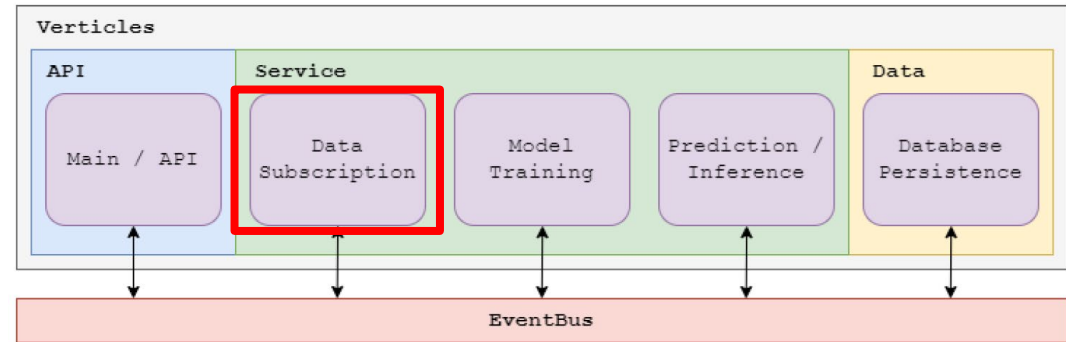 Verticles
API
Service
Data
Main / API
Data
Subscription
Model
Training
Prediction /
Inference
Database
Persistence
EventBus